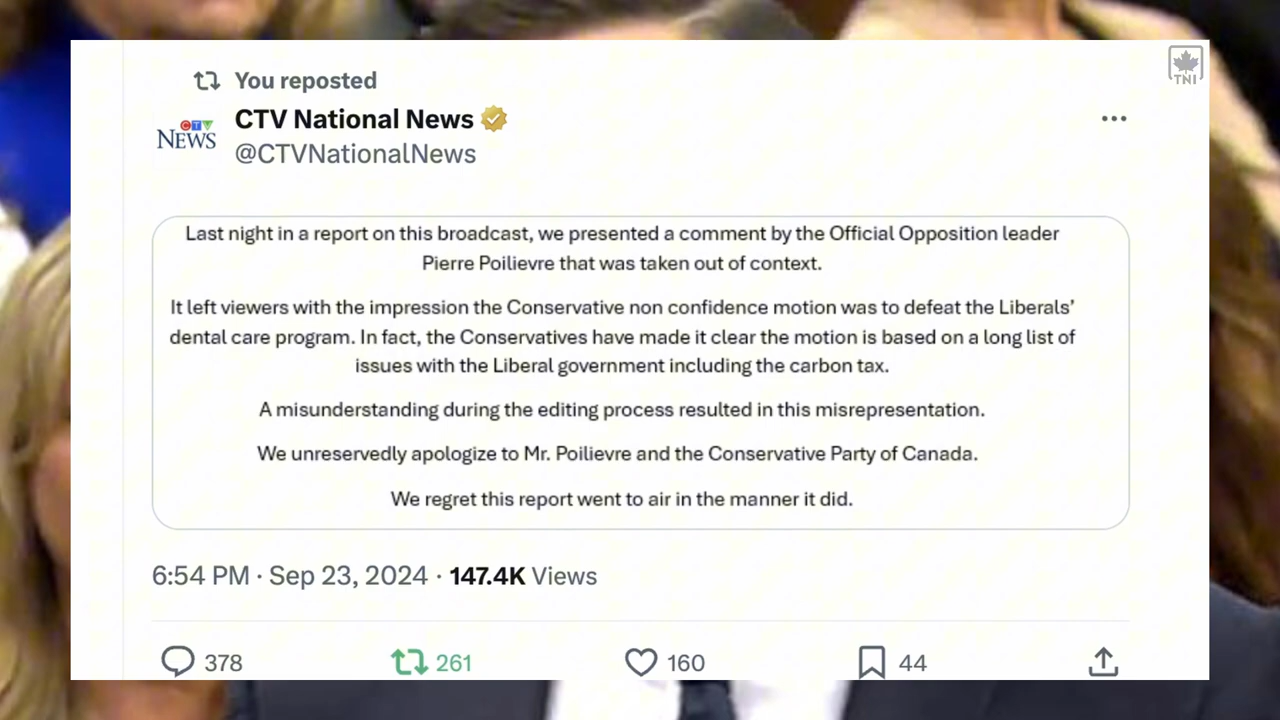 TNI
You reposted
CTV NEWS
CTV National News
@CTVNationalNews
Last night in a report on this broadcast, we presented a comment by the Official Opposition leader
Pierre Poilievre that was taken out of context.
It left viewers with the impression the Conservative non confidence motion was to defeat the Liberals’
dental care program. In fact, the Conservatives have made it clear the motion is based on a long list of
issues with the Liberal government including the carbon tax.
A misunderstanding during the editing process resulted in this misrepresentation.
We unreservedly apologize to Mr. Poilievre and the Conservative Party of Canada.
We regret this report went to air in the manner it did.
6:54 PM · Sep 23, 2024 · 147.4K Views
378 261 160 44